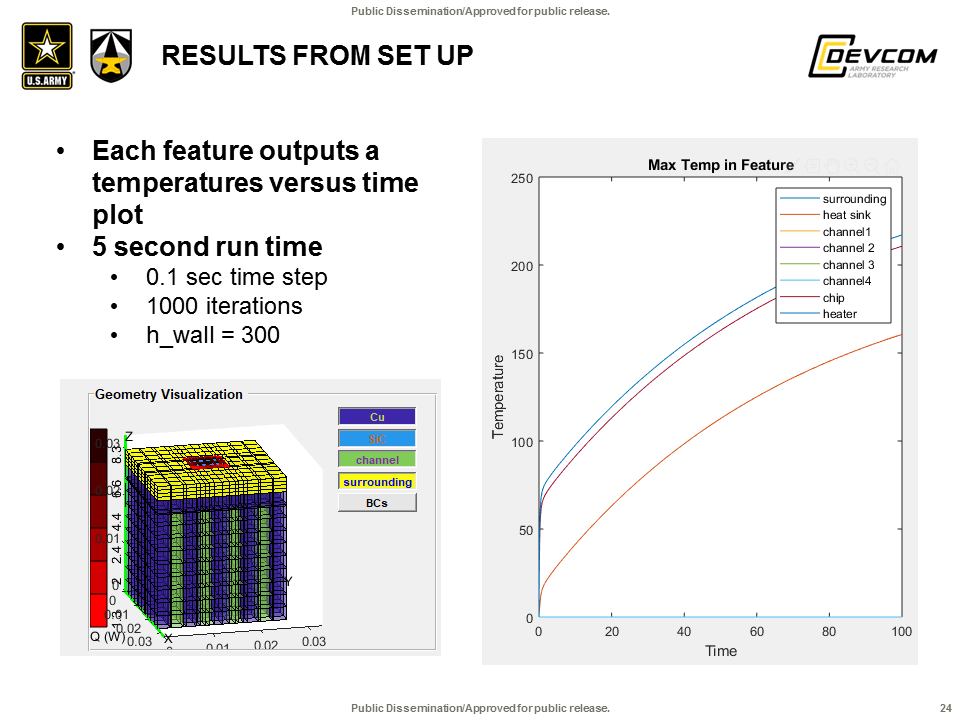 Public Dissemination/Approved for public release.
U.S.ARMY
RESULTS FROM SET UP
DEVCOM
ARMY RESEARCH
LABORATORY
• Each feature outputs a
temperatures versus time
plot
• 5 second run time
• 0.1 sec time step
• 1000 iterations
• h_wall = 300
Geometry Visualization
Cu
SiC
channel
surrounding
BCs
Z
Y
X
Q (W)
0.03
0.02
0.01
0
8.3
6.6
4.4
2.4
0
0.01
0.02
0.03
0.01
0.02
0.03
Max Temp in Feature
250
200
150
100
50
0
Temperature
0 20 40 60 80 100
Time
surrounding
heat sink
channel1
channel 2
channel 3
channel4
chip
heater
Public Dissemination/Approved for public release.
24